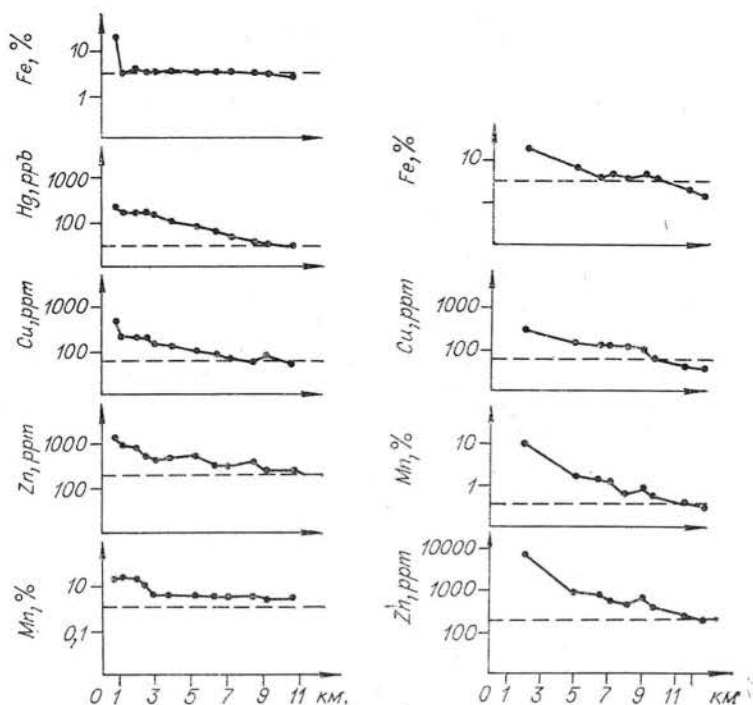 Fe, %
10
1
Hg, ppb
1000
100
Cu, ppm
1000
100
Zn, ppm
1000
100
Mn, %
10
0,1
0 1 3 5 7 9 11 км.
Fe, %
10
Cu, ppm
1000
100
Mn, %
10
1
Zn, ppm
10000
1000
100
0 1 3 5 7 9 11 км